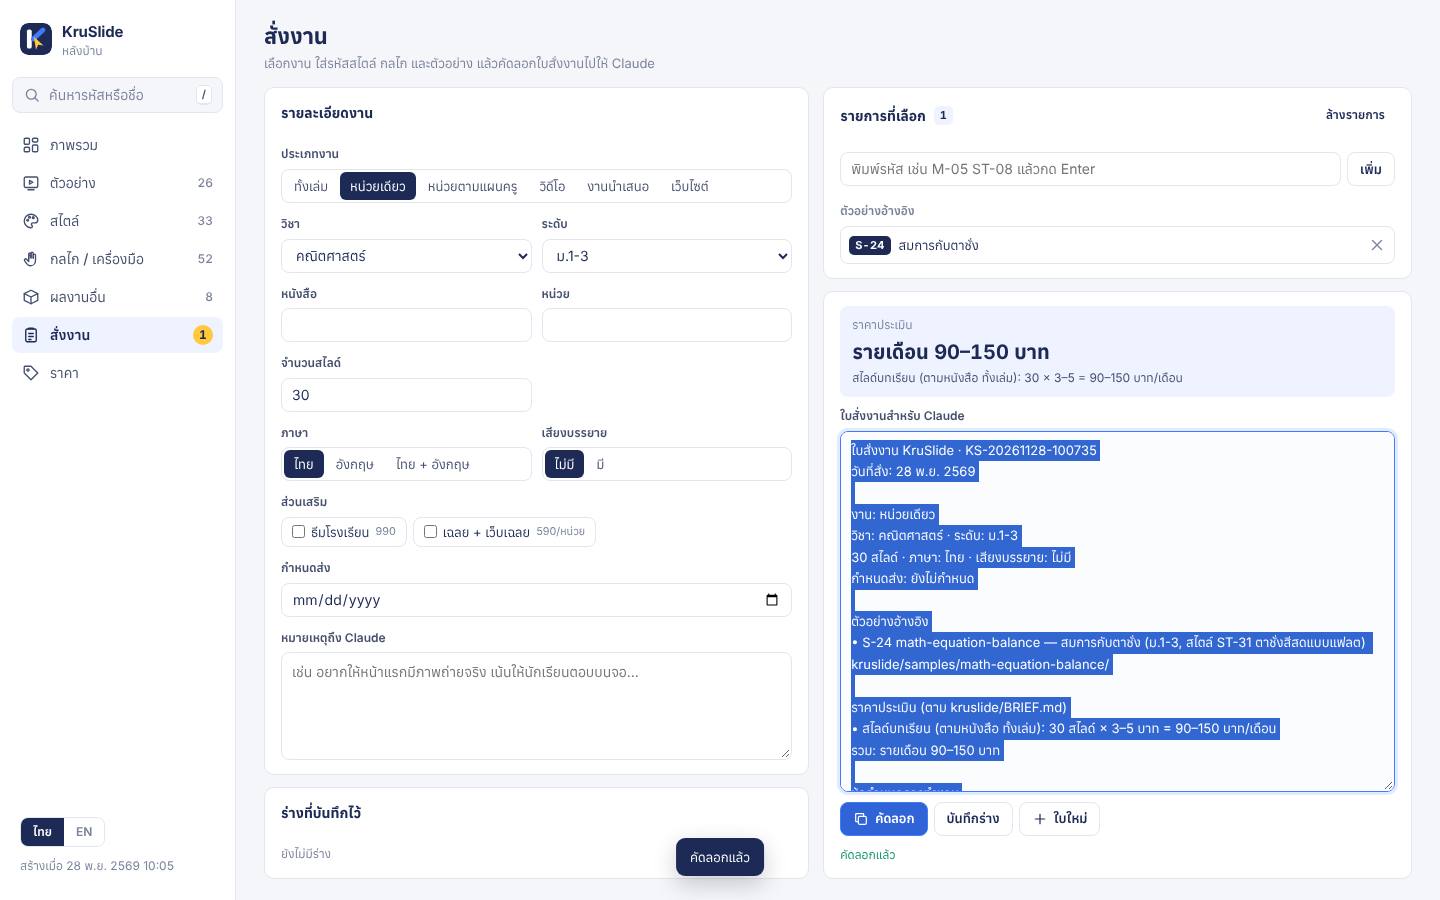 KruSlide
หลังบ้าน
ค้นหารหัสหรือชื่อ /
ภาพรวม
ตัวอย่าง 26
สไตล์ 33
กลไก / เครื่องมือ 52
ผลงานอื่น 8
สั่งงาน 1
ราคา
ไทย EN
สร้างเมื่อ 28 พ.ย. 2569 10:05
สั่งงาน
เลือกงาน ใส่รหัสสไตล์ กลไก และตัวอย่าง แล้วคัดลอกใบสั่งงานไปให้ Claude
รายละเอียดงาน
ประเภทงาน
ทั้งเล่ม หน่วยเดียว หน่วยตามแผนครู วิดีโอ งานนำเสนอ เว็บไซต์
วิชา ระดับ
คณิตศาสตร์ ม.1-3
หนังสือ หน่วย
จำนวนสไลด์
30
ภาษา เสียงบรรยาย
ไทย อังกฤษ ไทย + อังกฤษ ไม่มี มี
ส่วนเสริม
ธีมโรงเรียน 990 เฉลย + เว็บเฉลย 590/หน่วย
กำหนดส่ง
mm/dd/yyyy
หมายเหตุถึง Claude
เช่น อยากให้หน้าแรกมีภาพถ่ายจริง เน้นให้นักเรียนตอบบนจอ...
ร่างที่บันทึกไว้
ยังไม่มีร่าง
คัดลอกแล้ว
รายการที่เลือก 1 ล้างรายการ
พิมพ์รหัส เช่น M-05 ST-08 แล้วกด Enter เพิ่ม
ตัวอย่างอ้างอิง
S-24 สมการกับตาชั่ง
ราคาประเมิน
รายเดือน 90–150 บาท
สไลด์บทเรียน (ตามหนังสือ ทั้งเล่ม): 30 × 3–5 = 90–150 บาท/เดือน
ใบสั่งงานสำหรับ Claude
ใบสั่งงาน KruSlide · KS-20261128-100735
วันที่สั่ง: 28 พ.ย. 2569
งาน: หน่วยเดียว
วิชา: คณิตศาสตร์ · ระดับ: ม.1-3
30 สไลด์ · ภาษา: ไทย · เสียงบรรยาย: ไม่มี
กำหนดส่ง: ยังไม่กำหนด
ตัวอย่างอ้างอิง
• S-24 math-equation-balance — สมการกับตาชั่ง (ม.1-3, สไตล์ ST-31 ตาชั่งสีสดแบบแฟลต)
kruslide/samples/math-equation-balance/
ราคาประเมิน (ตาม kruslide/BRIEF.md)
• สไลด์บทเรียน (ตามหนังสือ ทั้งเล่ม): 30 สไลด์ × 3–5 บาท = 90–150 บาท/เดือน
รวม: รายเดือน 90–150 บาท
คัดลอก บันทึกร่าง ใบใหม่
คัดลอกแล้ว